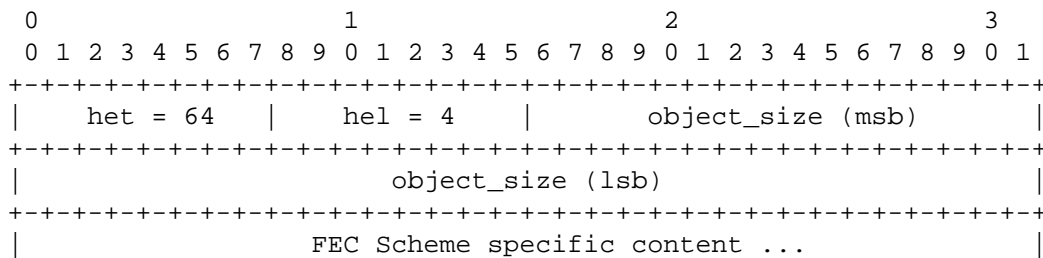 0                   1                   2                   3
 0 1 2 3 4 5 6 7 8 9 0 1 2 3 4 5 6 7 8 9 0 1 2 3 4 5 6 7 8 9 0 1
+-+-+-+-+-+-+-+-+-+-+-+-+-+-+-+-+-+-+-+-+-+-+-+-+-+-+-+-+-+-+-+-+
|    het = 64   |    hel = 4    |       object_size (msb)       |
+-+-+-+-+-+-+-+-+-+-+-+-+-+-+-+-+-+-+-+-+-+-+-+-+-+-+-+-+-+-+-+-+
|                       object_size (lsb)                       |
+-+-+-+-+-+-+-+-+-+-+-+-+-+-+-+-+-+-+-+-+-+-+-+-+-+-+-+-+-+-+-+-+
|                  FEC Scheme specific content ...              |